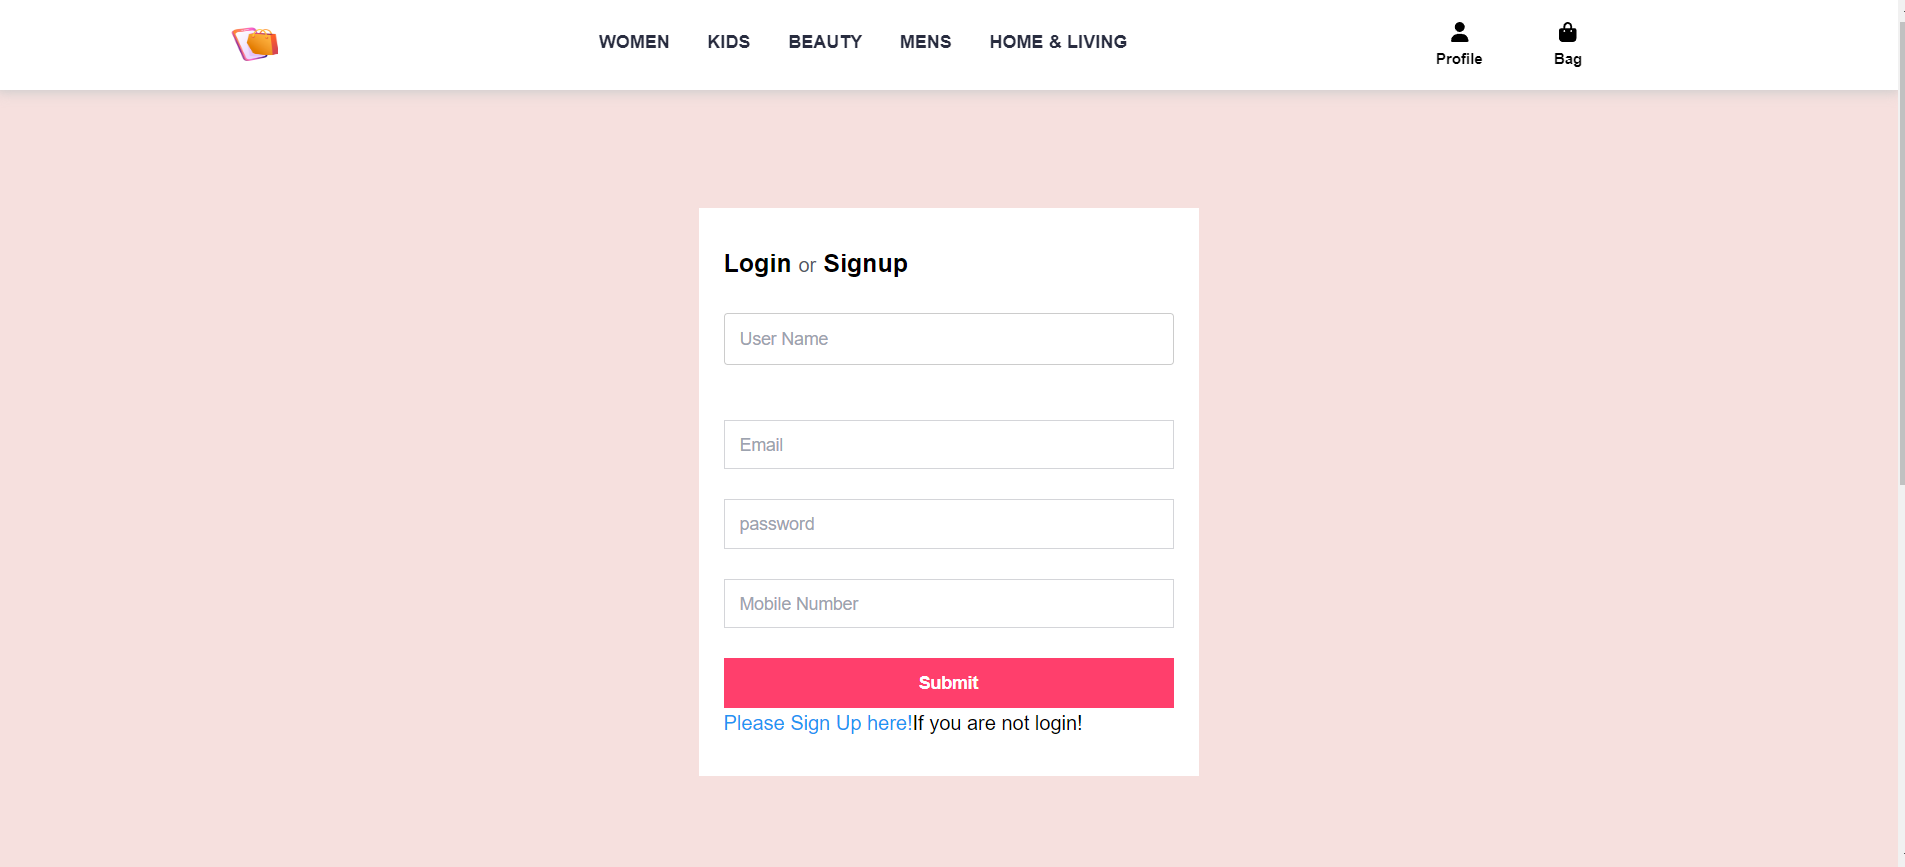 WOMEN KIDS BEAUTY MENS HOME & LIVING
Profile Bag
Login or Signup
User Name
Email
password
Mobile Number
Submit
Please Sign Up here!If you are not login!